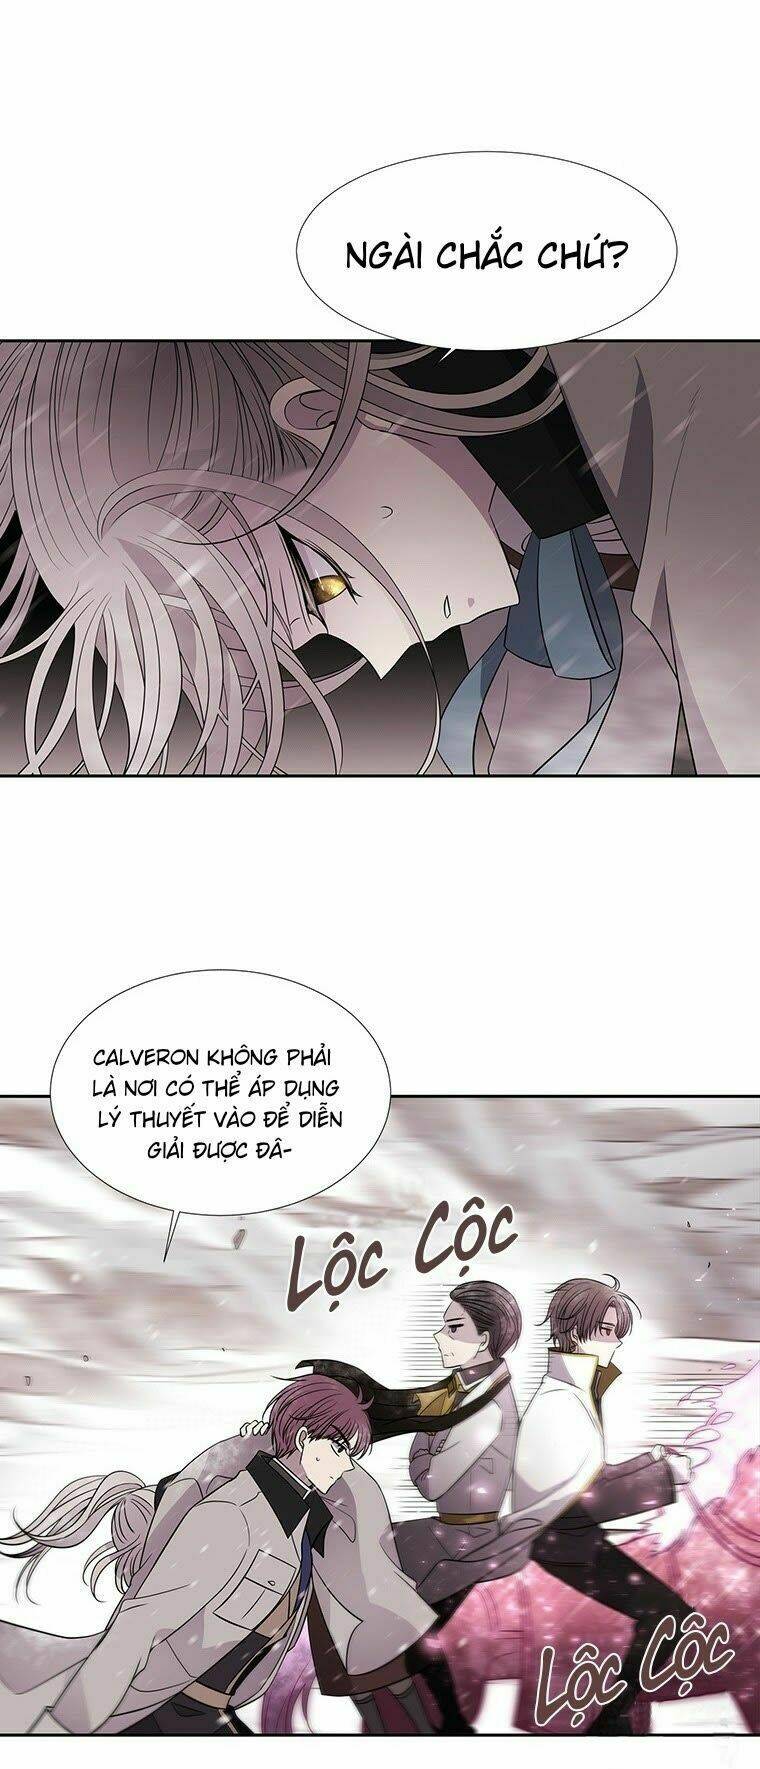 NGÀI CHẮC CHỨ?
CALVERON KHÔNG PHẢI
LÀ NƠI CÓ THỂ ÁP DỤNG
LÝ THUYẾT VÀO ĐỂ DIỄN
GIẢI ĐƯỢC ĐÂ-
LỘC CỘC
LỘC CỘC